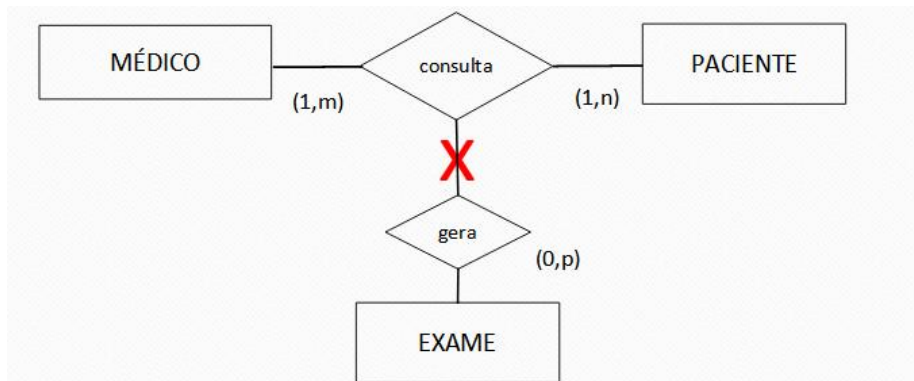 MÉDICO
consulta
PACIENTE
(1,m)
(1,n)
X
gera
(0,p)
EXAME